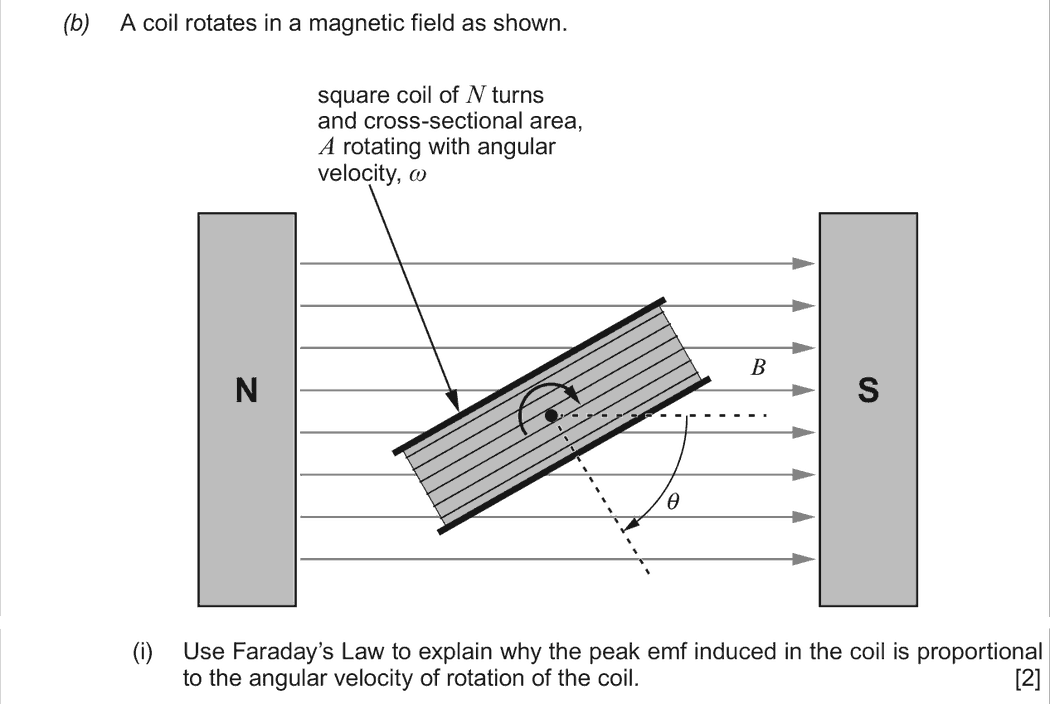 (b) A coil rotates in a magnetic field as shown.
square coil of N turns
and cross-sectional area,
A rotating with angular
velocity, ω
N
B
S
θ
(i) Use Faraday's Law to explain why the peak emf induced in the coil is proportional
to the angular velocity of rotation of the coil. [2]